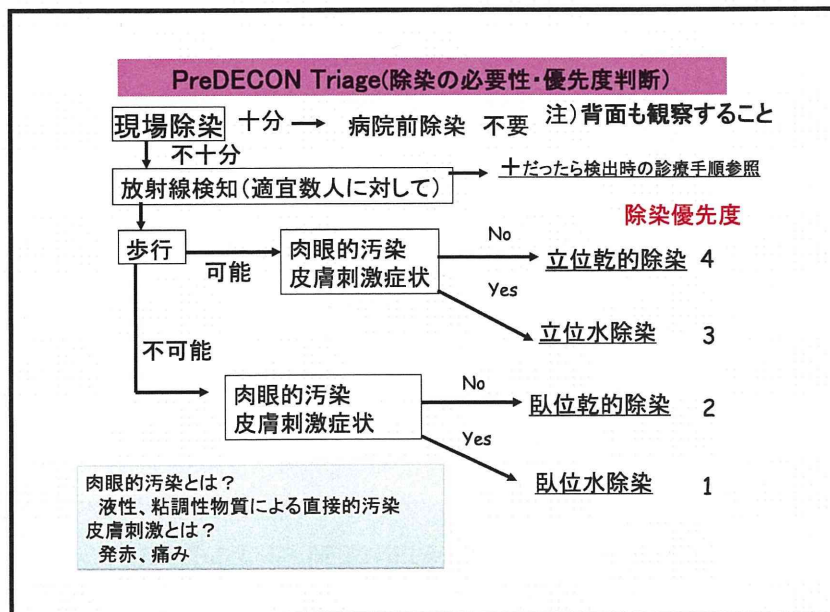 PreDECON Triage(除染の必要性・優先度判断)
現場除染 十分 → 病院前除染 不要 注)背面も観察すること
不十分
放射線検知(適宜数人に対して) 十だったら検出時の診療手順参照
除染優先度
歩行 可能 肉眼的汚染
皮膚刺激症状
No 立位乾的除染 4
Yes 立位水除染 3
不可能
肉眼的汚染
皮膚刺激症状
No 臥位乾的除染 2
Yes 臥位水除染 1
肉眼的汚染とは?
液性、粘調性物質による直接的汚染
皮膚刺激とは?
発赤、痛み